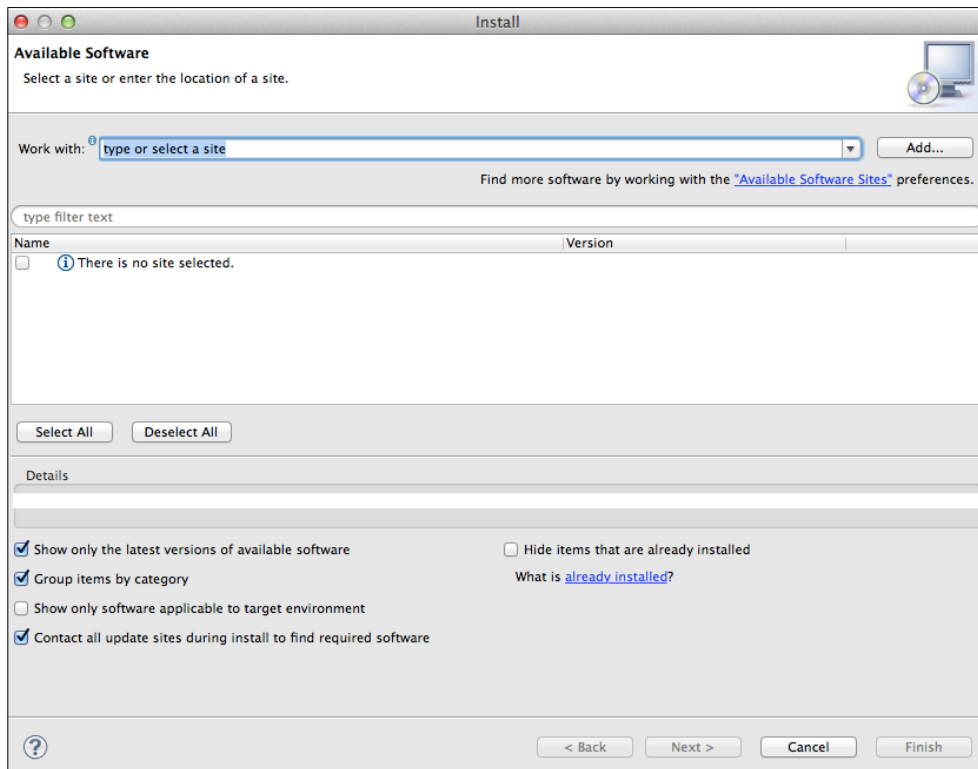 Install
Available Software
Select a site or enter the location of a site.
Work with: type or select a site Add...
Find more software by working with the "Available Software Sites" preferences.
type filter text
Name Version
There is no site selected.
Select All Deselect All
Details
Show only the latest versions of available software Hide items that are already installed
Group items by category What is already installed?
Show only software applicable to target environment
Contact all update sites during install to find required software
? < Back Next > Cancel Finish